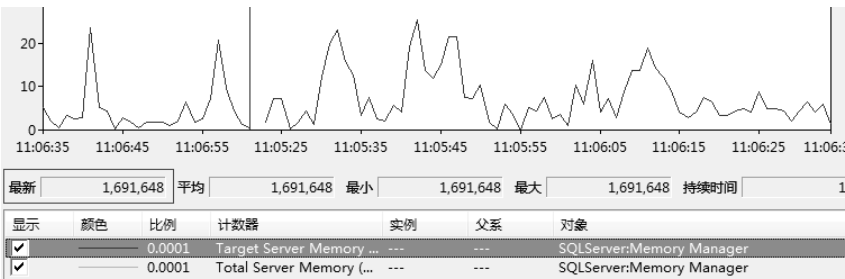 20
10
0
11:06:35 11:06:45 11:06:55 11:05:25 11:05:35 11:05:45 11:05:55 11:06:05 11:06:15 11:06:25 11:06:3
最新 1,691,648 平均 1,691,648 最小 1,691,648 最大 1,691,648 持续时间 1
显示 颜色 比例 计数器 实例 父系 对象
0.0001 Target Server Memory ... --- --- SQLServer:Memory Manager
0.0001 Total Server Memory (... --- --- SQLServer:Memory Manager